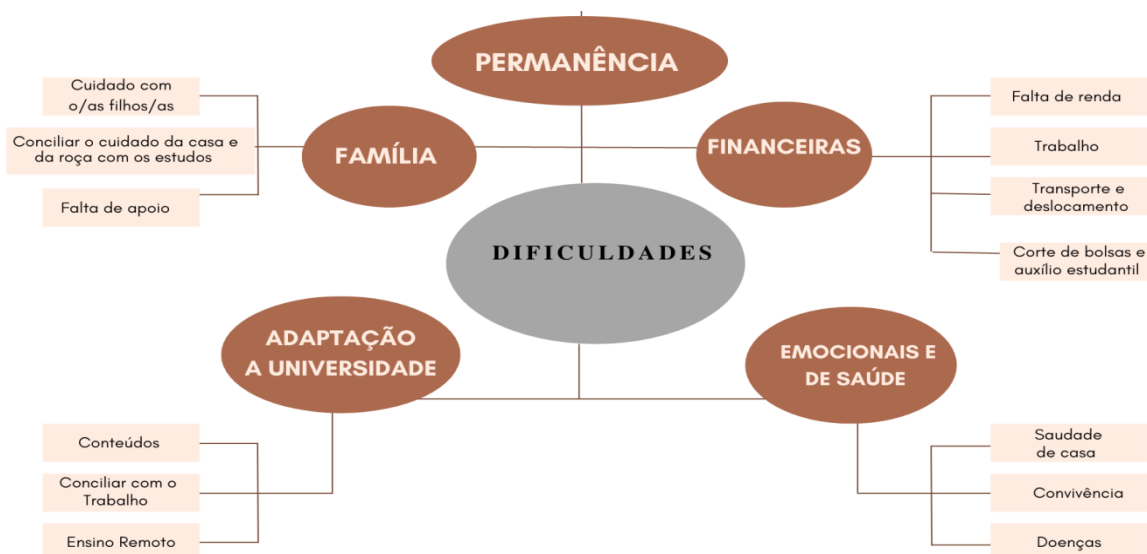 PERMANÊNCIA
FAMÍLIA
Cuidado com
o/as filhos/as
Conciliar o cuidado da casa e
da roça com os estudos
Falta de apoio
FINANCEIRAS
Falta de renda
Trabalho
Transporte e
deslocamento
Corte de bolsas e
auxílio estudantil
DIFICULDADES
ADAPTAÇÃO
A UNIVERSIDADE
Conteúdos
Conciliar com o
Trabalho
Ensino Remoto
EMOCIONAIS E
DE SAÚDE
Saudade
de casa
Convivência
Doenças